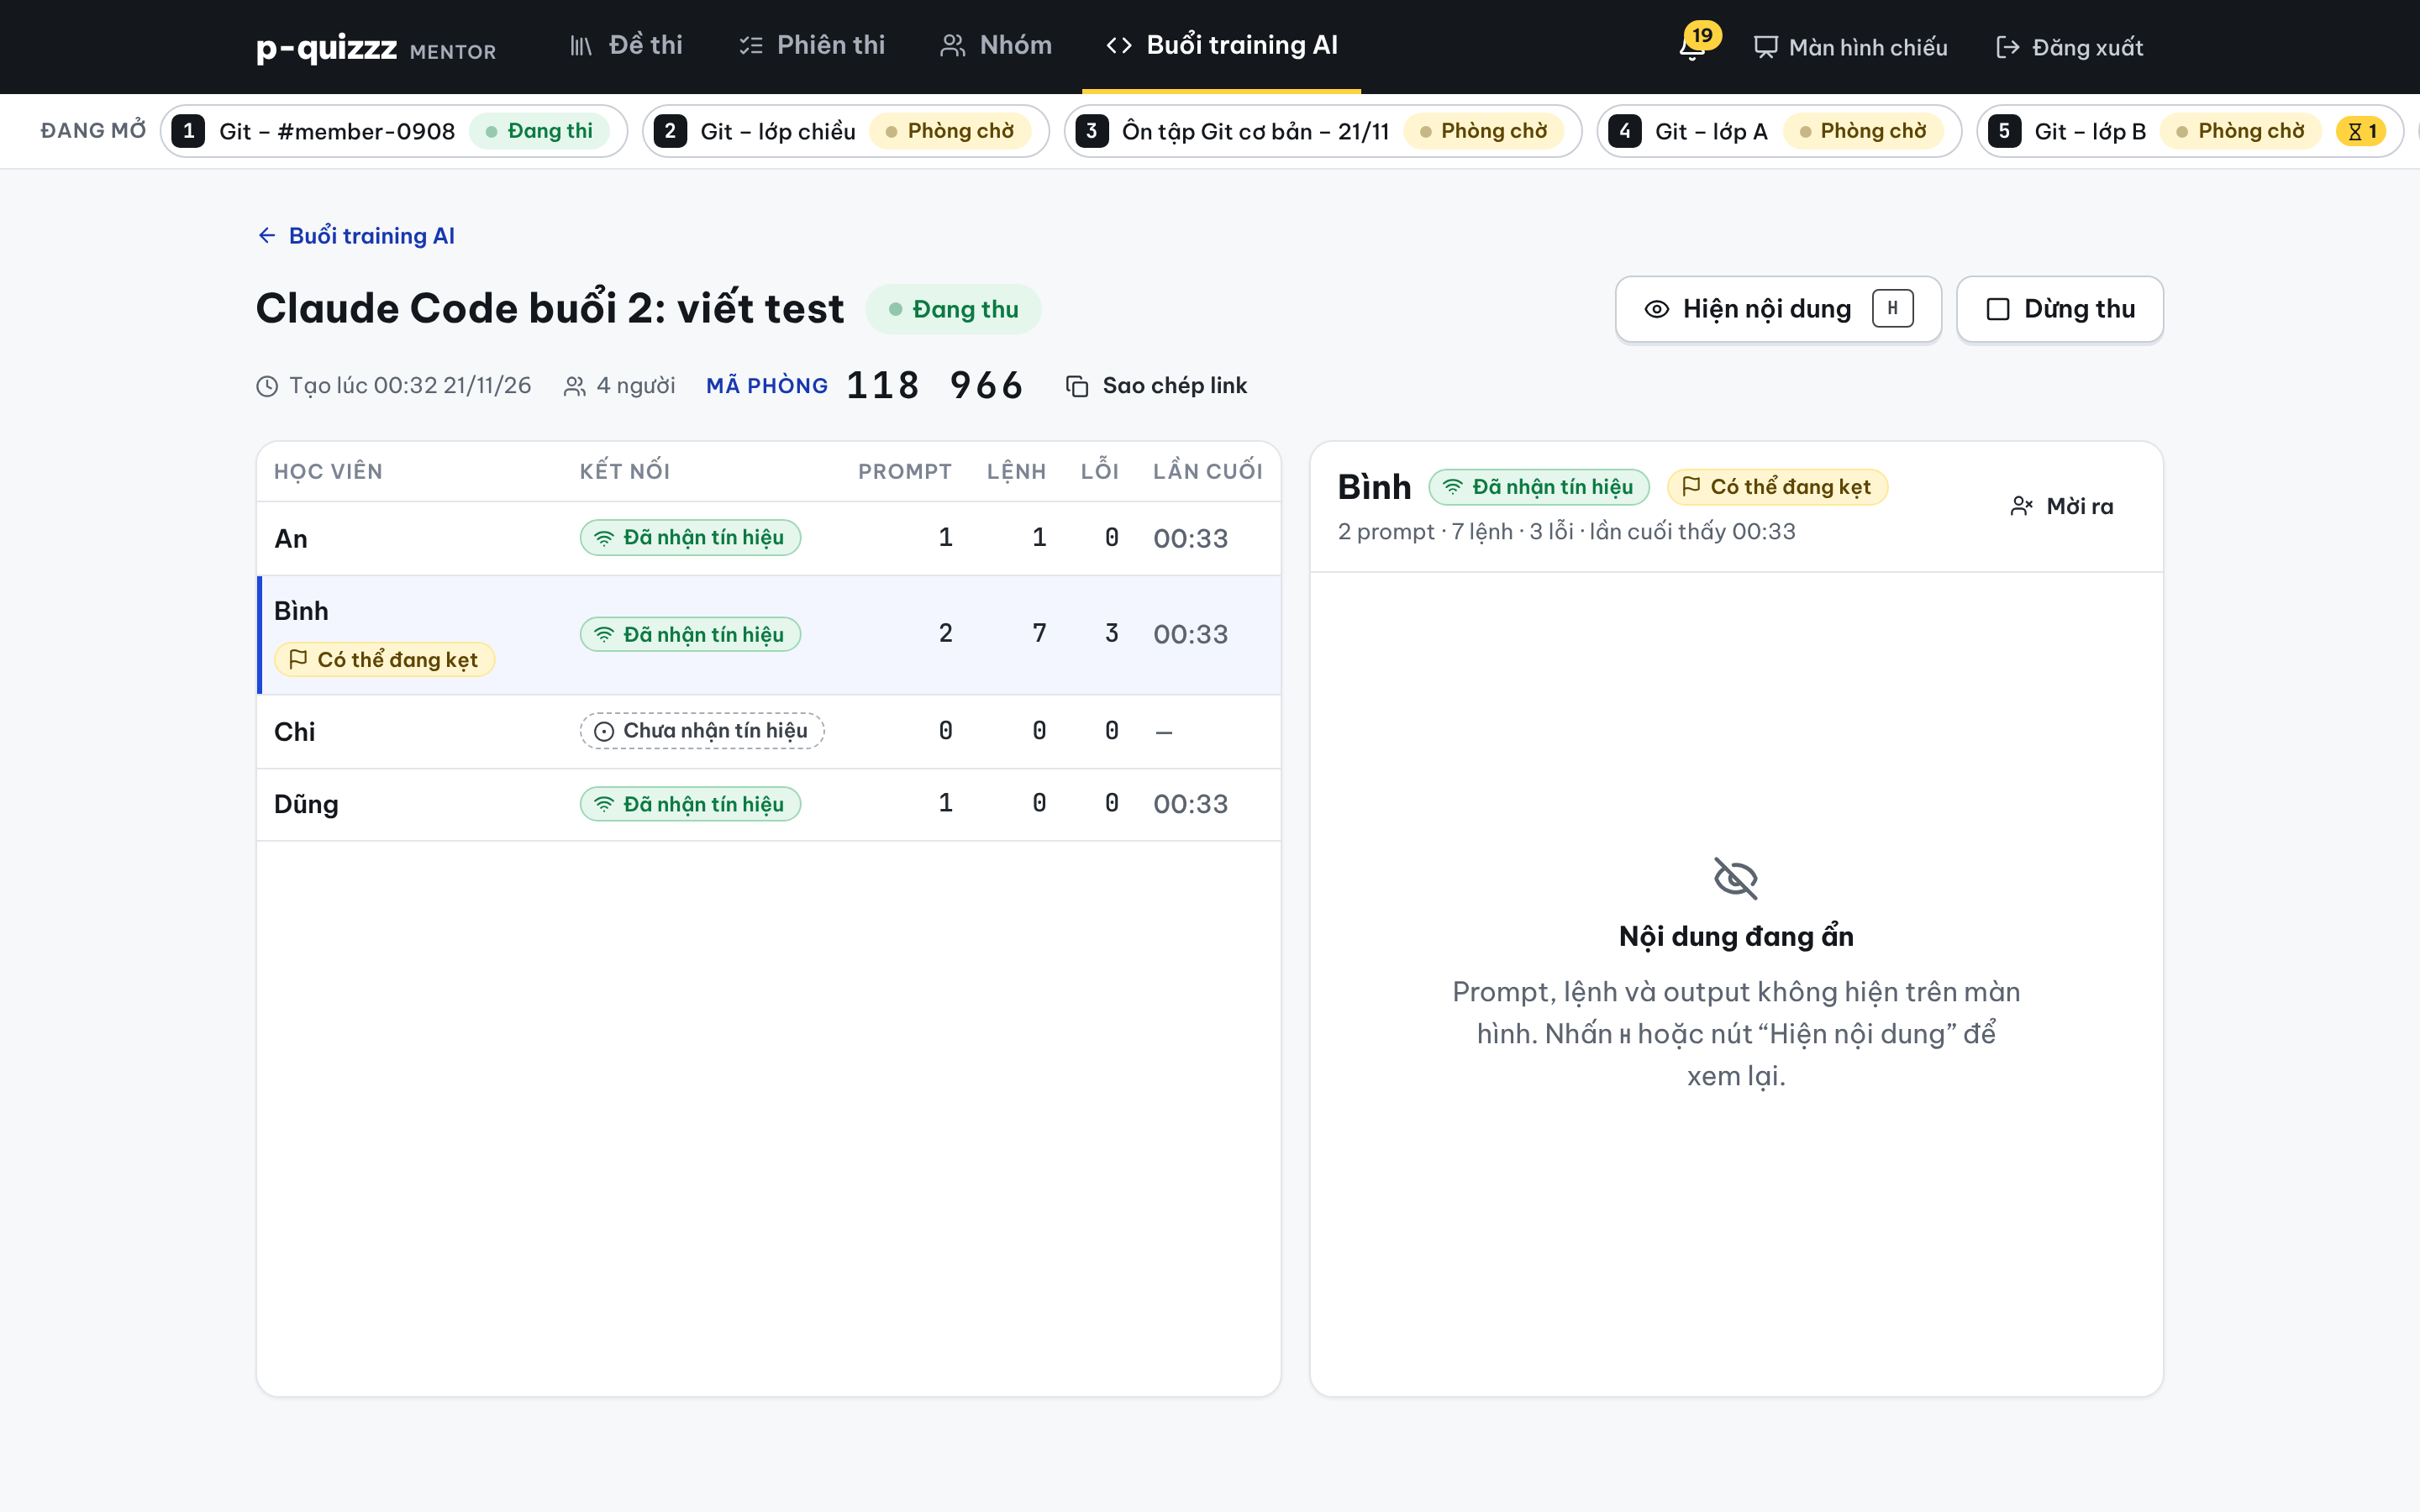 p-quizzz MENTOR Đề thi Phiên thi Nhóm Buổi training AI 19 Màn hình chiếu Đăng xuất
ĐANG MỞ 1 Git – #member-0908 Đang thi 2 Git – lớp chiều Phòng chờ 3 Ôn tập Git cơ bản – 21/11 Phòng chờ 4 Git – lớp A Phòng chờ 5 Git – lớp B Phòng chờ 1
Buổi training AI
Claude Code buổi 2: viết test Đang thu Hiện nội dung H Dừng thu
Tạo lúc 00:32 21/11/26 4 người MÃ PHÒNG 118 966 Sao chép link
HỌC VIÊN KẾT NỐI PROMPT LỆNH LỖI LẦN CUỐI
An Đã nhận tín hiệu 1 1 0 00:33
Bình Đã nhận tín hiệu 2 7 3 00:33
Có thể đang kẹt
Chi Chưa nhận tín hiệu 0 0 0 –
Dũng Đã nhận tín hiệu 1 0 0 00:33
Bình Đã nhận tín hiệu Có thể đang kẹt Mời ra
2 prompt · 7 lệnh · 3 lỗi · lần cuối thấy 00:33
Nội dung đang ẩn
Prompt, lệnh và output không hiện trên màn
hình. Nhấn H hoặc nút “Hiện nội dung” để
xem lại.